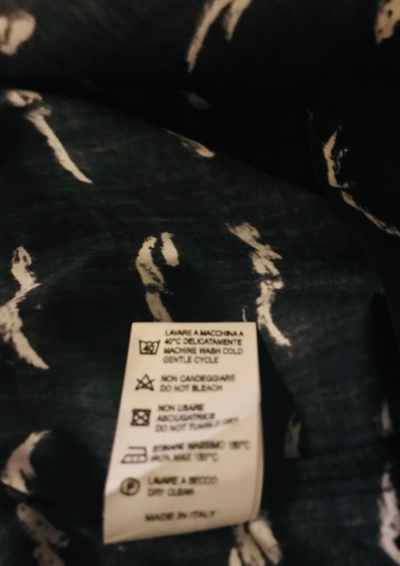 LAVARE A MACCHINA A
40°C DELICATAMENTE
MACHINE WASH COLD
GENTLE CYCLE
40
NON CANDEGGIARE
DO NOT BLEACH
NON USARE
ASCIUGATRICE
DO NOT TUMBLE DRY
STIRARE MASSIMO 150°C
IRON MAX 150°C
LAVARE A SECCO
DRY CLEAN
P
MADE IN ITALY